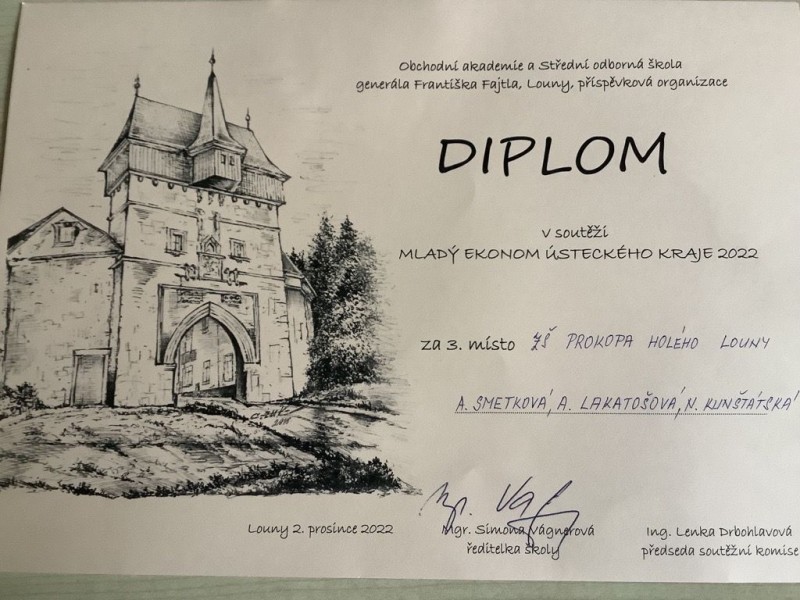 Obchodní akademie a Střední odborná škola
generála Františka Fajtla, Louny, příspěvková organizace
DIPLOM
v soutěží
MLADÝ EKONOM ÚSTECKÉHO KRAJE 2022
za 3. místo ZŠ PROKOPA HOLÉHO LOUNY
A. SMETKOVÁ, A. LAKATOŠOVÁ, N. KUNŠTÁTSKÁ
Louny 2. prosince 2022
Mgr. Simona Vágnerová
ředitelka školy
Ing. Lenka Drbohlavová
předseda soutěžní komise